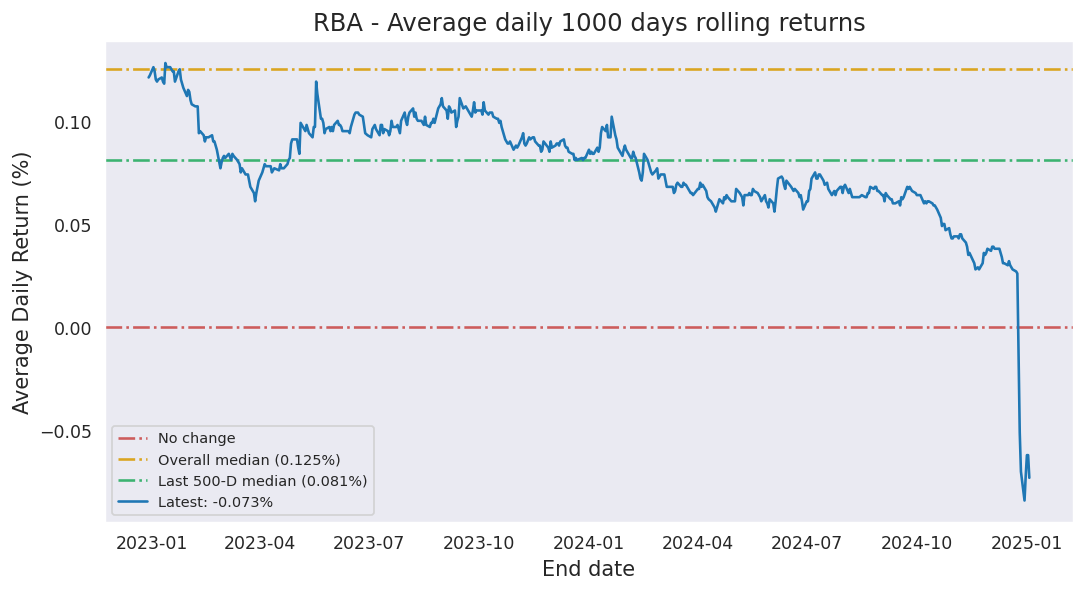 RBA - Average daily 1000 days rolling returns
Average Daily Return (%)
0.10
0.05
0.00
−0.05
No change
Overall median (0.125%)
Last 500-D median (0.081%)
Latest: -0.073%
2023-01 2023-04 2023-07 2023-10 2024-01 2024-04 2024-07 2024-10 2025-01
End date